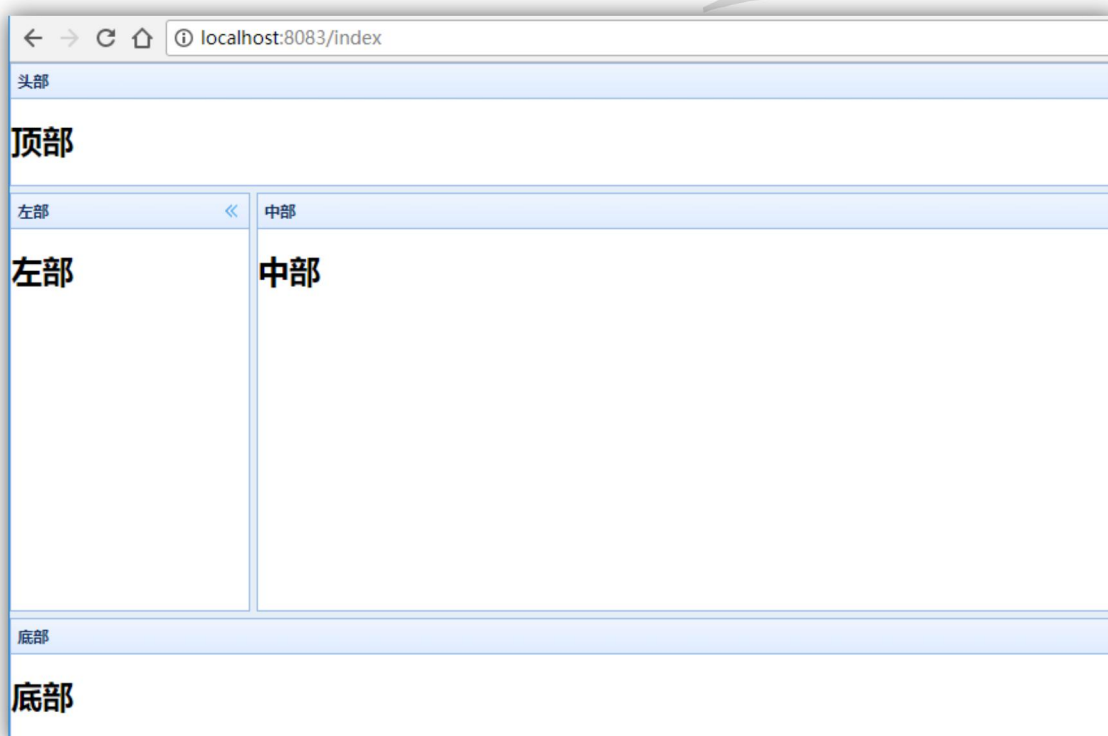 localhost:8083/index
头部
顶部
左部
中部
左部
中部
底部
底部